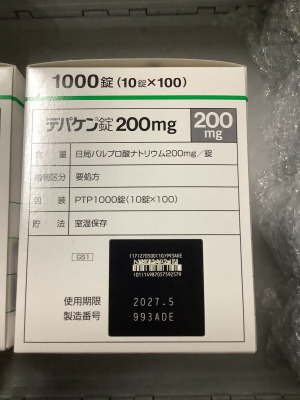 1000錠(10錠×100)
デパケン®錠200mg
200
mg
含 量 日局バルプロ酸ナトリウム200mg/錠
規制区分 要処方
包 装 PTP1000錠(10錠×100)
貯 法 室温保存
GS1
使用期限 2027.5
製造番号 993ADE